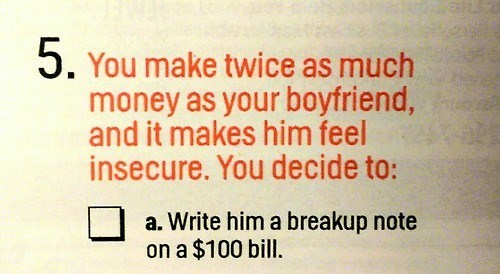 5. You make twice as much
money as your boyfriend,
and it makes him feel
insecure. You decide to:
a. Write him a breakup note
on a $100 bill.